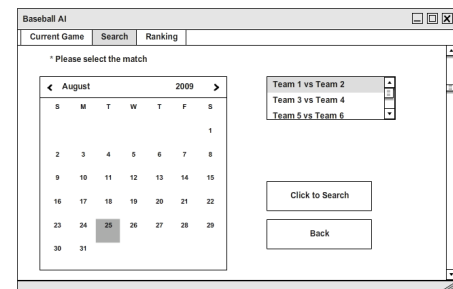 Baseball AI
Current Game Search Ranking
* Please select the match
August 2009
S M T W T F S
1
2 3 4 5 6 7 8
9 10 11 12 13 14 15
16 17 18 19 20 21 22
23 24 25 26 27 28 29
30 31
Team 1 vs Team 2
Team 3 vs Team 4
Team 5 vs Team 6
Click to Search
Back